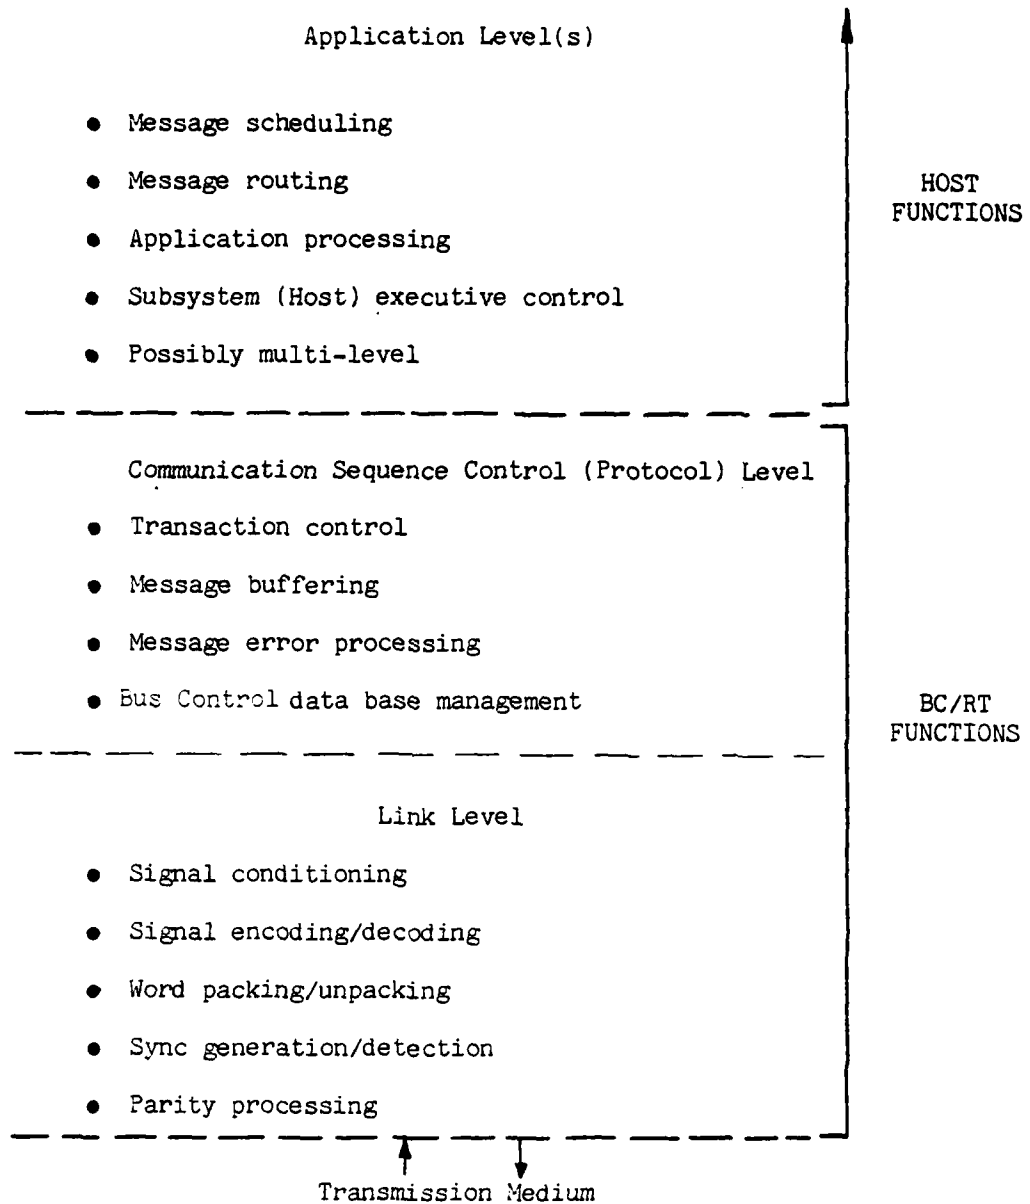 Application Level(s)
● Message scheduling
● Message routing
● Application processing
● Subsystem (Host) executive control
● Possibly multi-level
HOST
FUNCTIONS
Communication Sequence Control (Protocol) Level
● Transaction control
● Message buffering
● Message error processing
● Bus Control data base management
BC/RT
FUNCTIONS
Link Level
● Signal conditioning
● Signal encoding/decoding
● Word packing/unpacking
● Sync generation/detection
● Parity processing
Transmission Medium